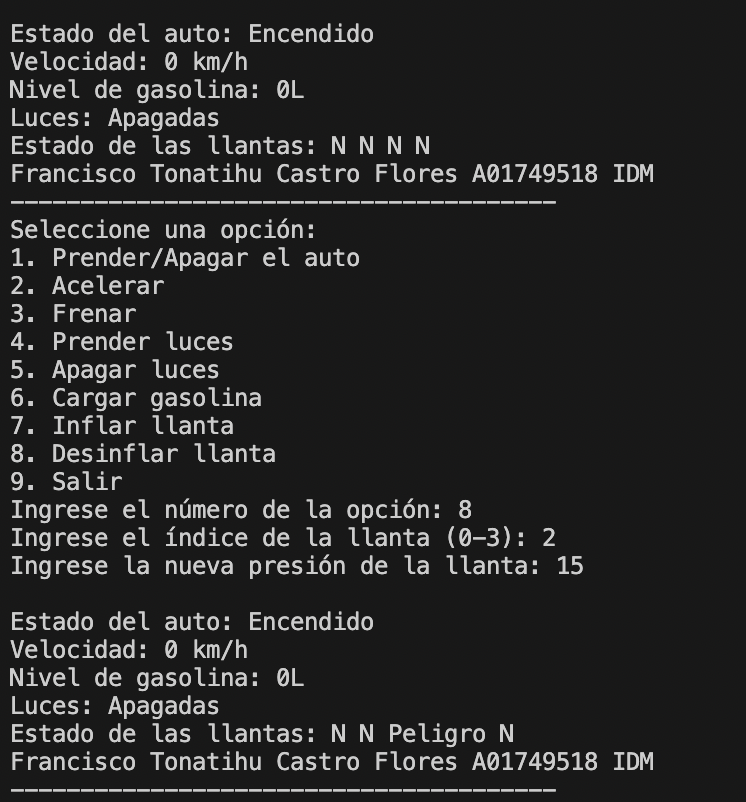 Estado del auto: Encendido
Velocidad: 0 km/h
Nivel de gasolina: 0L
Luces: Apagadas
Estado de las llantas: N N N N
Francisco Tonatihu Castro Flores A01749518 IDM
---------------------------------------
Seleccione una opción:
1. Prender/Apagar el auto
2. Acelerar
3. Frenar
4. Prender luces
5. Apagar luces
6. Cargar gasolina
7. Inflar llanta
8. Desinflar llanta
9. Salir
Ingrese el número de la opción: 8
Ingrese el índice de la llanta (0-3): 2
Ingrese la nueva presión de la llanta: 15
Estado del auto: Encendido
Velocidad: 0 km/h
Nivel de gasolina: 0L
Luces: Apagadas
Estado de las llantas: N N Peligro N
Francisco Tonatihu Castro Flores A01749518 IDM
---------------------------------------